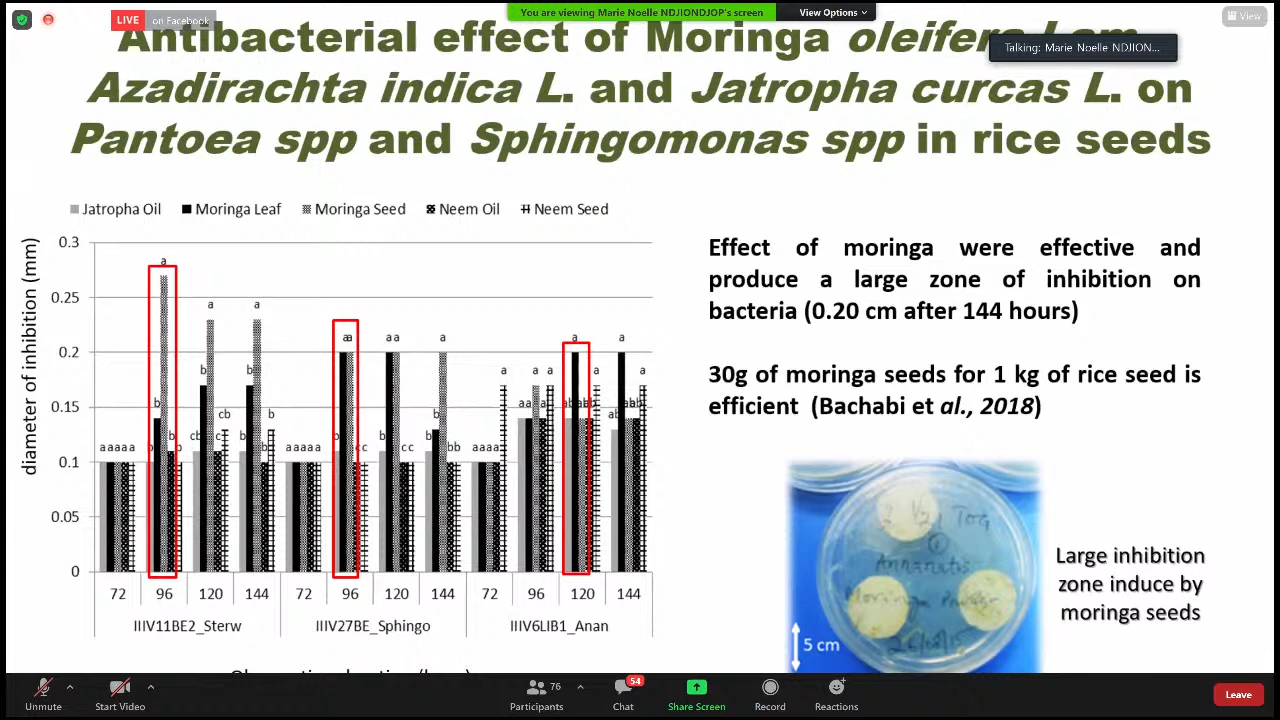 LIVE on Facebook
You are viewing Marie Noelle NDJIONDJOP's screen
View Options
View
Talking: Marie Noelle NDJION...
Antibacterial effect of Moringa oleifera Lam
Azadirachta indica L. and Jatropha curcas L. on
Pantoea spp and Sphingomonas spp in rice seeds
Jatropha Oil Moringa Leaf Moringa Seed Neem Oil Neem Seed
diameter of inhibition (mm)
0.3
0.25
0.2
0.15
0.1
0.05
0
72 96 120 144 72 96 120 144 72 96 120 144
IIIV11BE2_Sterw IIIV27BE_Sphingo IIIV6LIB1_Anan
Effect of moringa were effective and
produce a large zone of inhibition on
bacteria (0.20 cm after 144 hours)
30g of moringa seeds for 1 kg of rice seed is
efficient (Bachabi et al., 2018)
TOG
Moringa Powder
5 cm
Large inhibition
zone induce by
moringa seeds
Unmute
Start Video
76
Participants
54
Chat
Share Screen
Record
Reactions
Leave